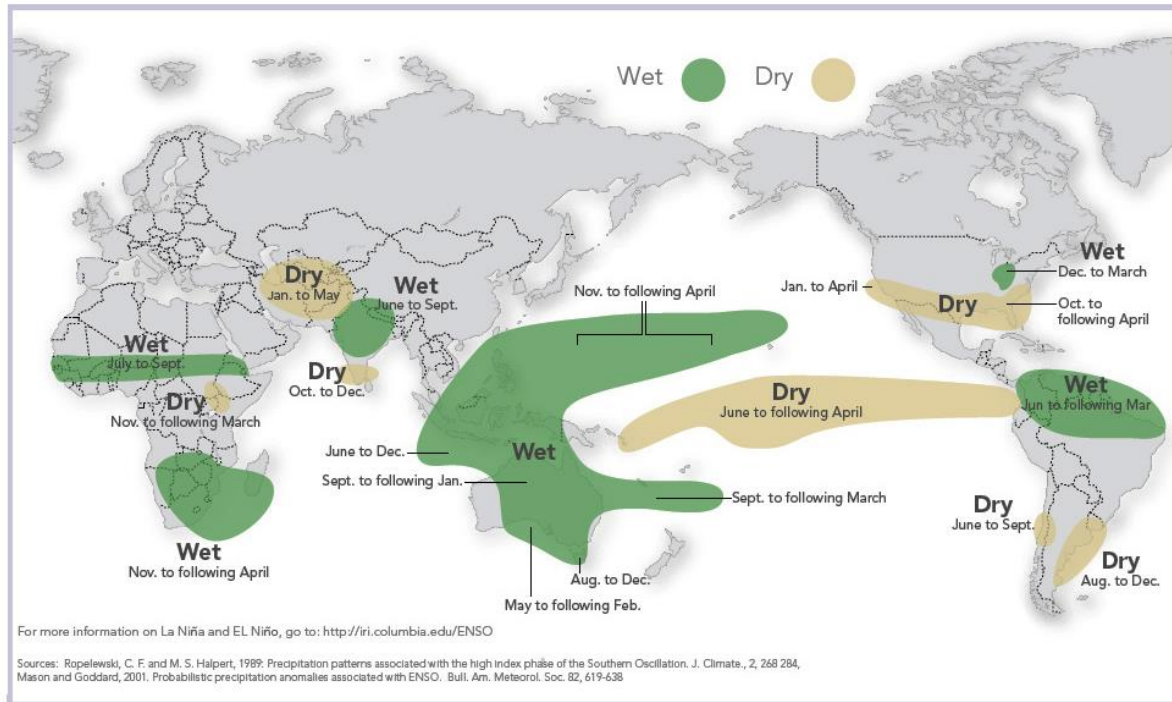 Wet
Dry
Wet
Dec. to March
Dry
Jan. to May
Wet
June to Sept.
Nov. to following April
Jan. to April
Dry
Oct. to
following April
Wet
July to Sept.
Dry
Oct. to Dec.
Dry
Nov. to following March
Dry
June to following April
Wet
Jun to following Mar
June to Dec.
Wet
Sept. to following Jan.
Sept. to following March
Dry
June to Sept.
Wet
Nov. to following April
Aug. to Dec.
May to following Feb.
Dry
Aug. to Dec.
For more information on La Niña and EL Niño, go to: http://iri.columbia.edu/ENSO
Sources: Ropelewski, C. F. and M. S. Halpert, 1989: Precipitation patterns associated with the high index phase of the Southern Oscillation. J. Climate., 2, 268 284,
Mason and Goddard, 2001. Probabilistic precipitation anomalies associated with ENSO. Bull. Am. Meteorol. Soc. 82, 619-638